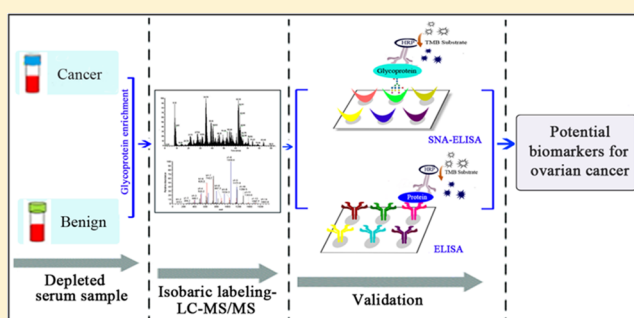 Cancer
Benign
Glycoprotein enrichment
Depleted
serum sample
Isobaric labeling-
LC-MS/MS
HRP
TMB Substrate
Glycoprotein
SNA-ELISA
HRP
TMB Substrate
Protein
ELISA
Validation
Potential
biomarkers for
ovarian cancer